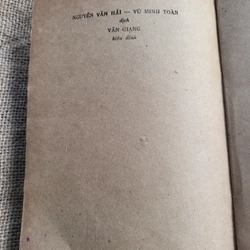 NGUYỄN VĂN HẢI — VŨ MINH TOÀN
dịch
VĂN GIANG
hiệu đính